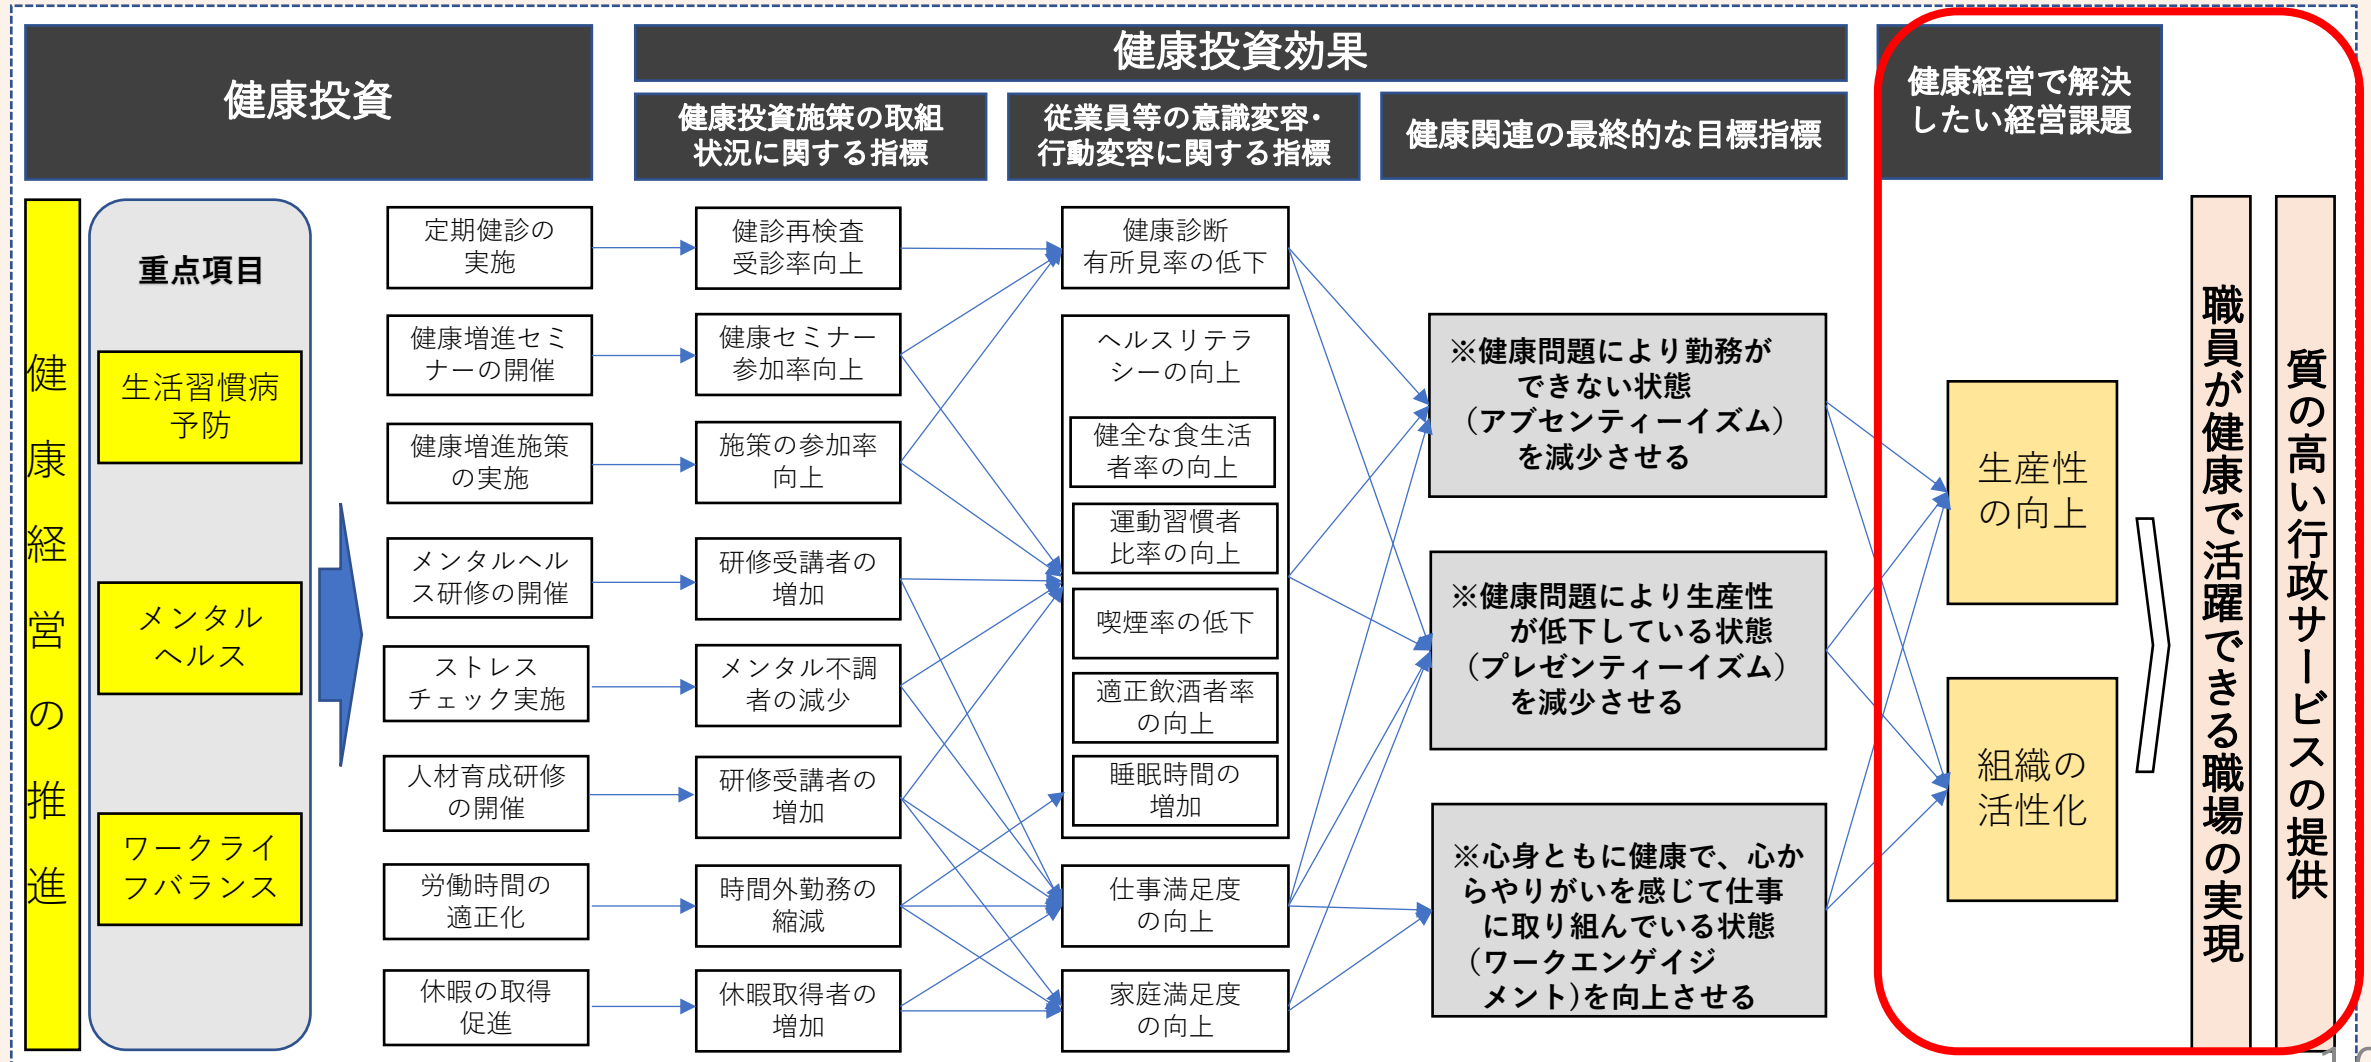 健康投資
健康投資効果
健康投資施策の取組
状況に関する指標
従業員等の意識変容・
行動変容に関する指標
健康関連の最終的な目標指標
健康経営で解決
したい経営課題
健康経営の推進
重点項目
生活習慣病
予防
メンタル
ヘルス
ワークライ
フバランス
定期健診の
実施
健康増進セミ
ナーの開催
健康増進施策
の実施
メンタルヘル
ス研修の開催
ストレス
チェック実施
人材育成研修
の開催
労働時間の
適正化
休暇の取得
促進
健診再検査
受診率向上
健康セミナー
参加率向上
施策の参加率
向上
研修受講者の
増加
メンタル不調
者の減少
研修受講者の
増加
時間外勤務の
縮減
休暇取得者の
増加
健康診断
有所見率の低下
ヘルスリテラ
シーの向上
健全な食生活
者率の向上
運動習慣者
比率の向上
喫煙率の低下
適正飲酒者率
の向上
睡眠時間の
増加
仕事満足度
の向上
家庭満足度
の向上
※健康問題により勤務が
できない状態
（アブセンティーイズム）
を減少させる
※健康問題により生産性
が低下している状態
（プレゼンティーイズム）
を減少させる
※心身ともに健康で、心か
らやりがいを感じて仕事
に取り組んでいる状態
（ワークエンゲイジ
メント)を向上させる
生産性
の向上
組織の
活性化
職員が健康で活躍できる職場の実現
質の高い行政サービスの提供